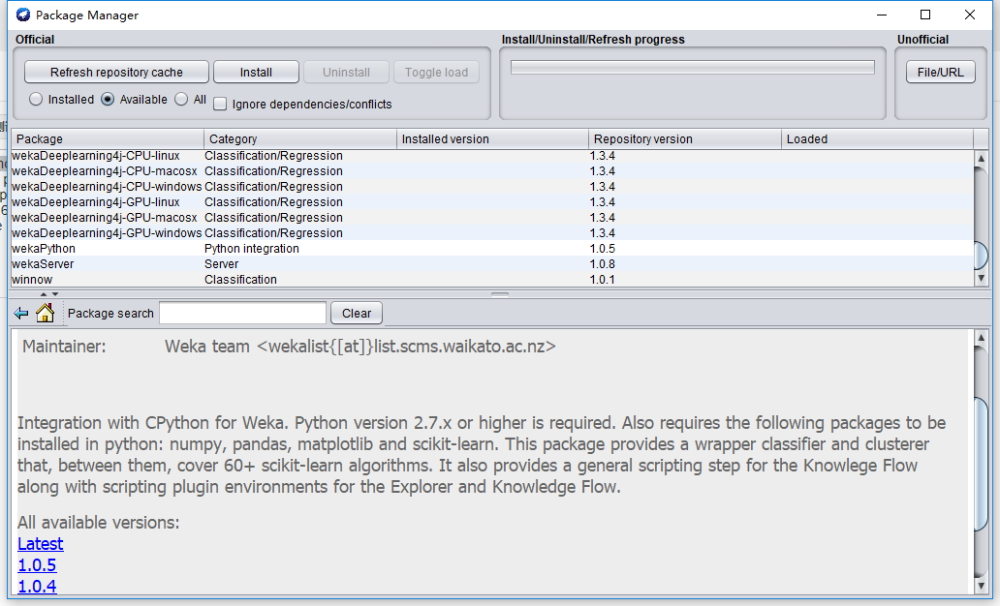 Package Manager
Official
Install/Uninstall/Refresh progress
Unofficial
Refresh repository cache
Install
Uninstall
Toggle load
File/URL
Installed
Available
All
Ignore dependencies/conflicts
Package Category Installed version Repository version Loaded
wekaDeeplearning4j-CPU-linux Classification/Regression 1.3.4
wekaDeeplearning4j-CPU-macosx Classification/Regression 1.3.4
wekaDeeplearning4j-CPU-windows Classification/Regression 1.3.4
wekaDeeplearning4j-GPU-linux Classification/Regression 1.3.4
wekaDeeplearning4j-GPU-macosx Classification/Regression 1.3.4
wekaDeeplearning4j-GPU-windows Classification/Regression 1.3.4
wekaPython Python integration 1.0.5
wekaServer Server 1.0.8
winnow Classification 1.0.1
Package search
Clear
Maintainer: Weka team <wekalist{[at]}list.scms.waikato.ac.nz>
Integration with CPython for Weka. Python version 2.7.x or higher is required. Also requires the following packages to be
installed in python: numpy, pandas, matplotlib and scikit-learn. This package provides a wrapper classifier and clusterer
that, between them, cover 60+ scikit-learn algorithms. It also provides a general scripting step for the Knowlege Flow
along with scripting plugin environments for the Explorer and Knowledge Flow.
All available versions:
Latest
1.0.5
1.0.4